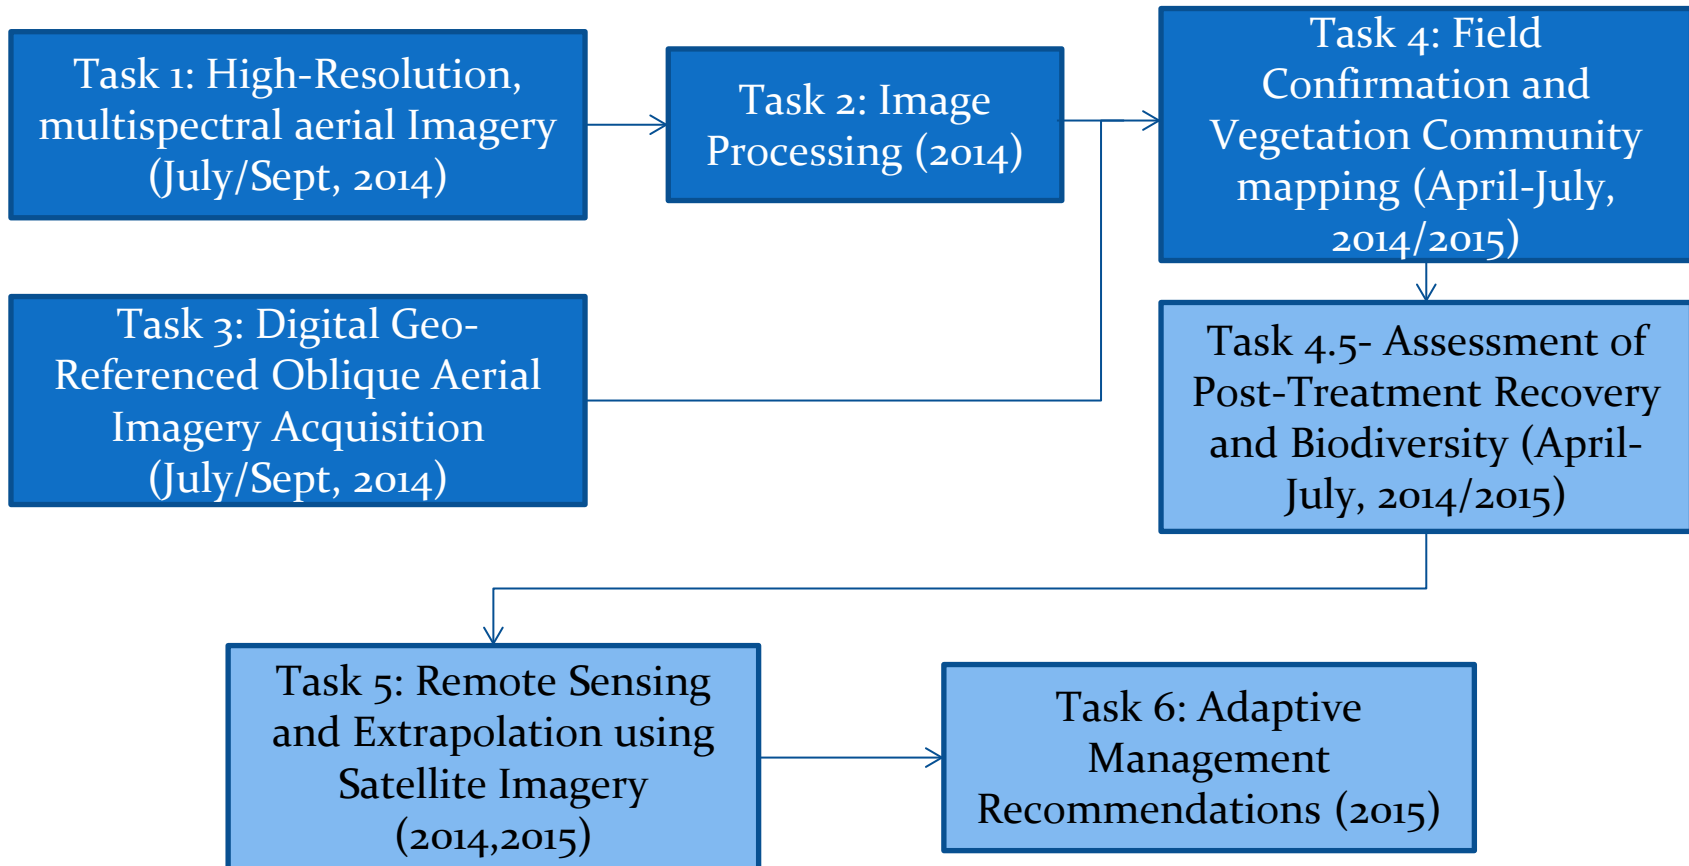 Task 1: High-Resolution,
multispectral aerial Imagery
(July/Sept, 2014)
Task 2: Image
Processing (2014)
Task 4: Field
Confirmation and
Vegetation Community
mapping (April-July,
2014/2015)
Task 3: Digital Geo-
Referenced Oblique Aerial
Imagery Acquisition
(July/Sept, 2014)
Task 4.5- Assessment of
Post-Treatment Recovery
and Biodiversity (April-
July, 2014/2015)
Task 5: Remote Sensing
and Extrapolation using
Satellite Imagery
(2014,2015)
Task 6: Adaptive
Management
Recommendations (2015)